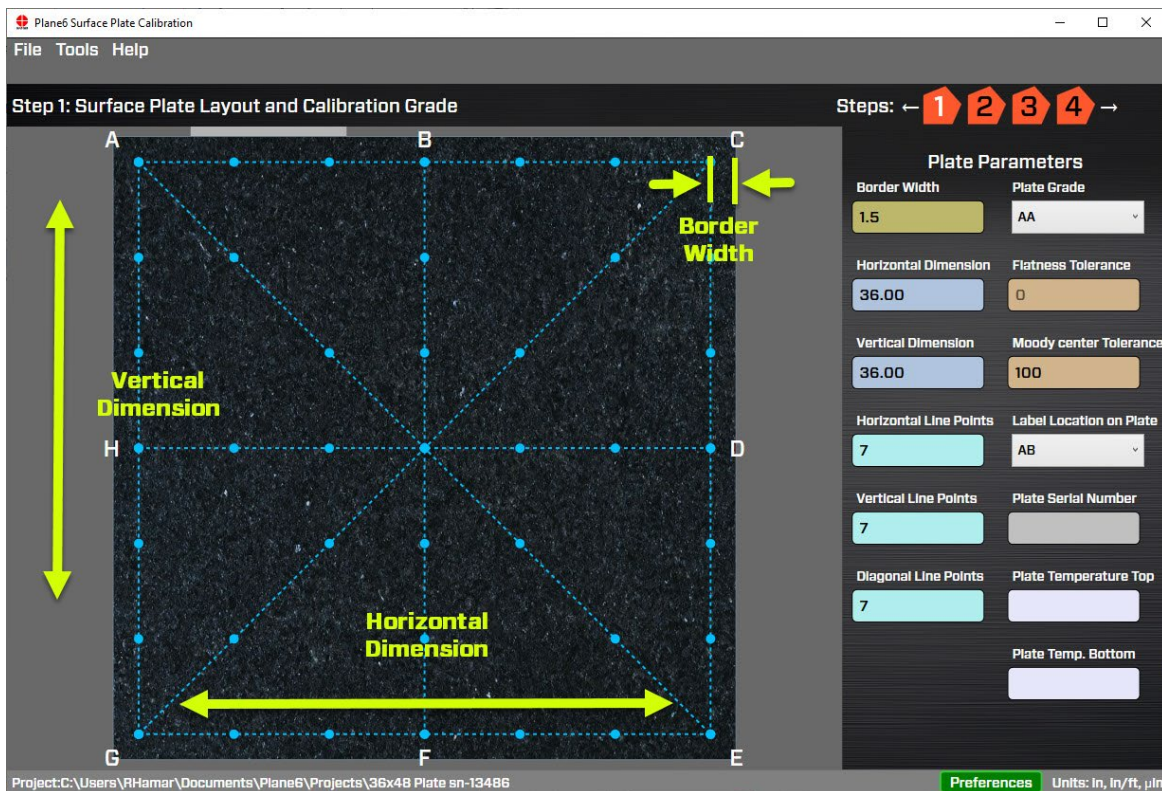 Plane6 Surface Plate Calibration
File Tools Help
Step 1: Surface Plate Layout and Calibration Grade
Steps: ← 1 2 3 4 →
A B C
Border
Width
Vertical
Dimension
H D
Horizontal
Dimension
G F E
Plate Parameters
Border Width Plate Grade
1.5 AA
Horizontal Dimension Flatness Tolerance
36.00 0
Vertical Dimension Moody center Tolerance
36.00 100
Horizontal Line Points Label Location on Plate
7 AB
Vertical Line Points Plate Serial Number
7
Diagonal Line Points Plate Temperature Top
7
Plate Temp. Bottom
Project:C:\Users\RHamar\Documents\Plane6\Projects\36x48 Plate sn-13486
Preferences Units: in, in/ft, µin